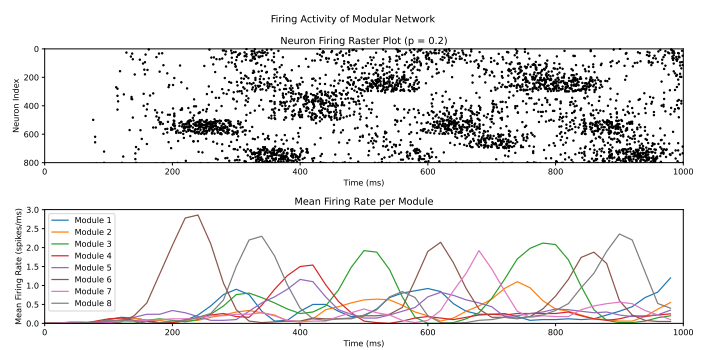 Firing Activity of Modular Network
Neuron Firing Raster Plot (p = 0.2)
Neuron Index
0
200
400
600
800
0 200 400 600 800 1000
Time (ms)
Mean Firing Rate per Module
Mean Firing Rate (spikes/ms)
3.0
2.5
2.0
1.5
1.0
0.5
0.0
Module 1
Module 2
Module 3
Module 4
Module 5
Module 6
Module 7
Module 8
0 200 400 600 800 1000
Time (ms)